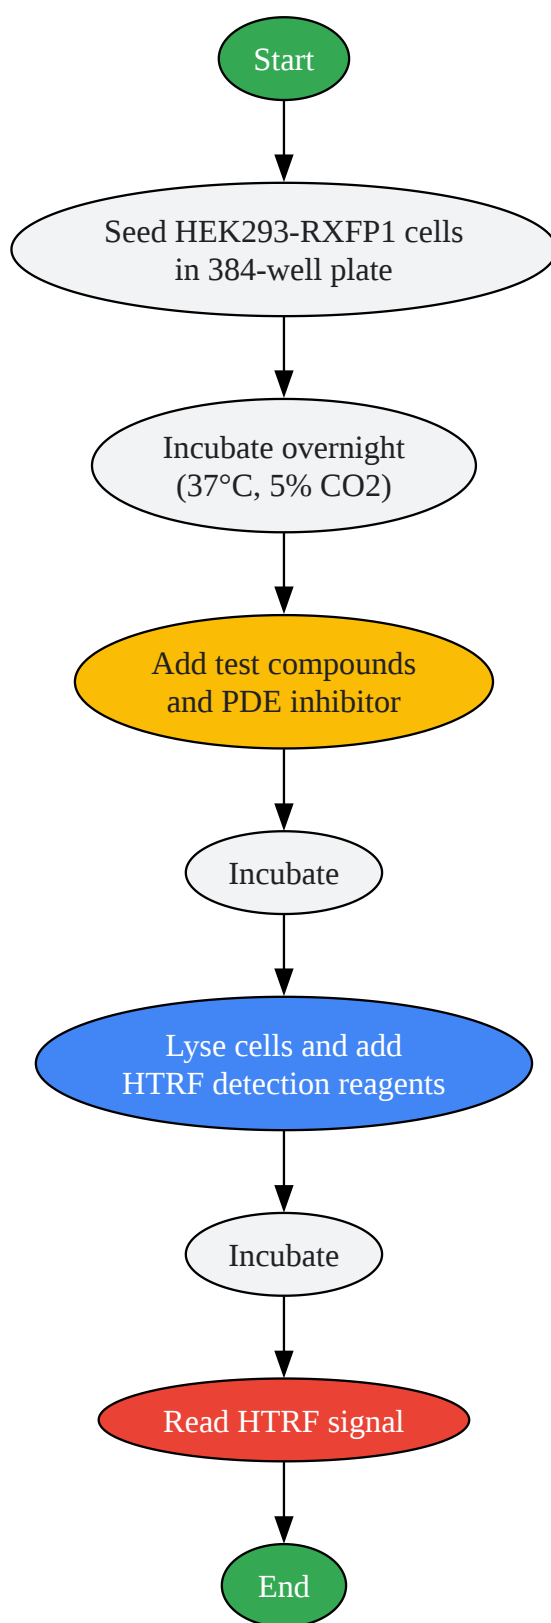 Start
Seed HEK293-RXFP1 cells
in 384-well plate
Incubate overnight
(37°C, 5% CO2)
Add test compounds
and PDE inhibitor
Incubate
Lyse cells and add
HTRF detection reagents
Incubate
Read HTRF signal
End